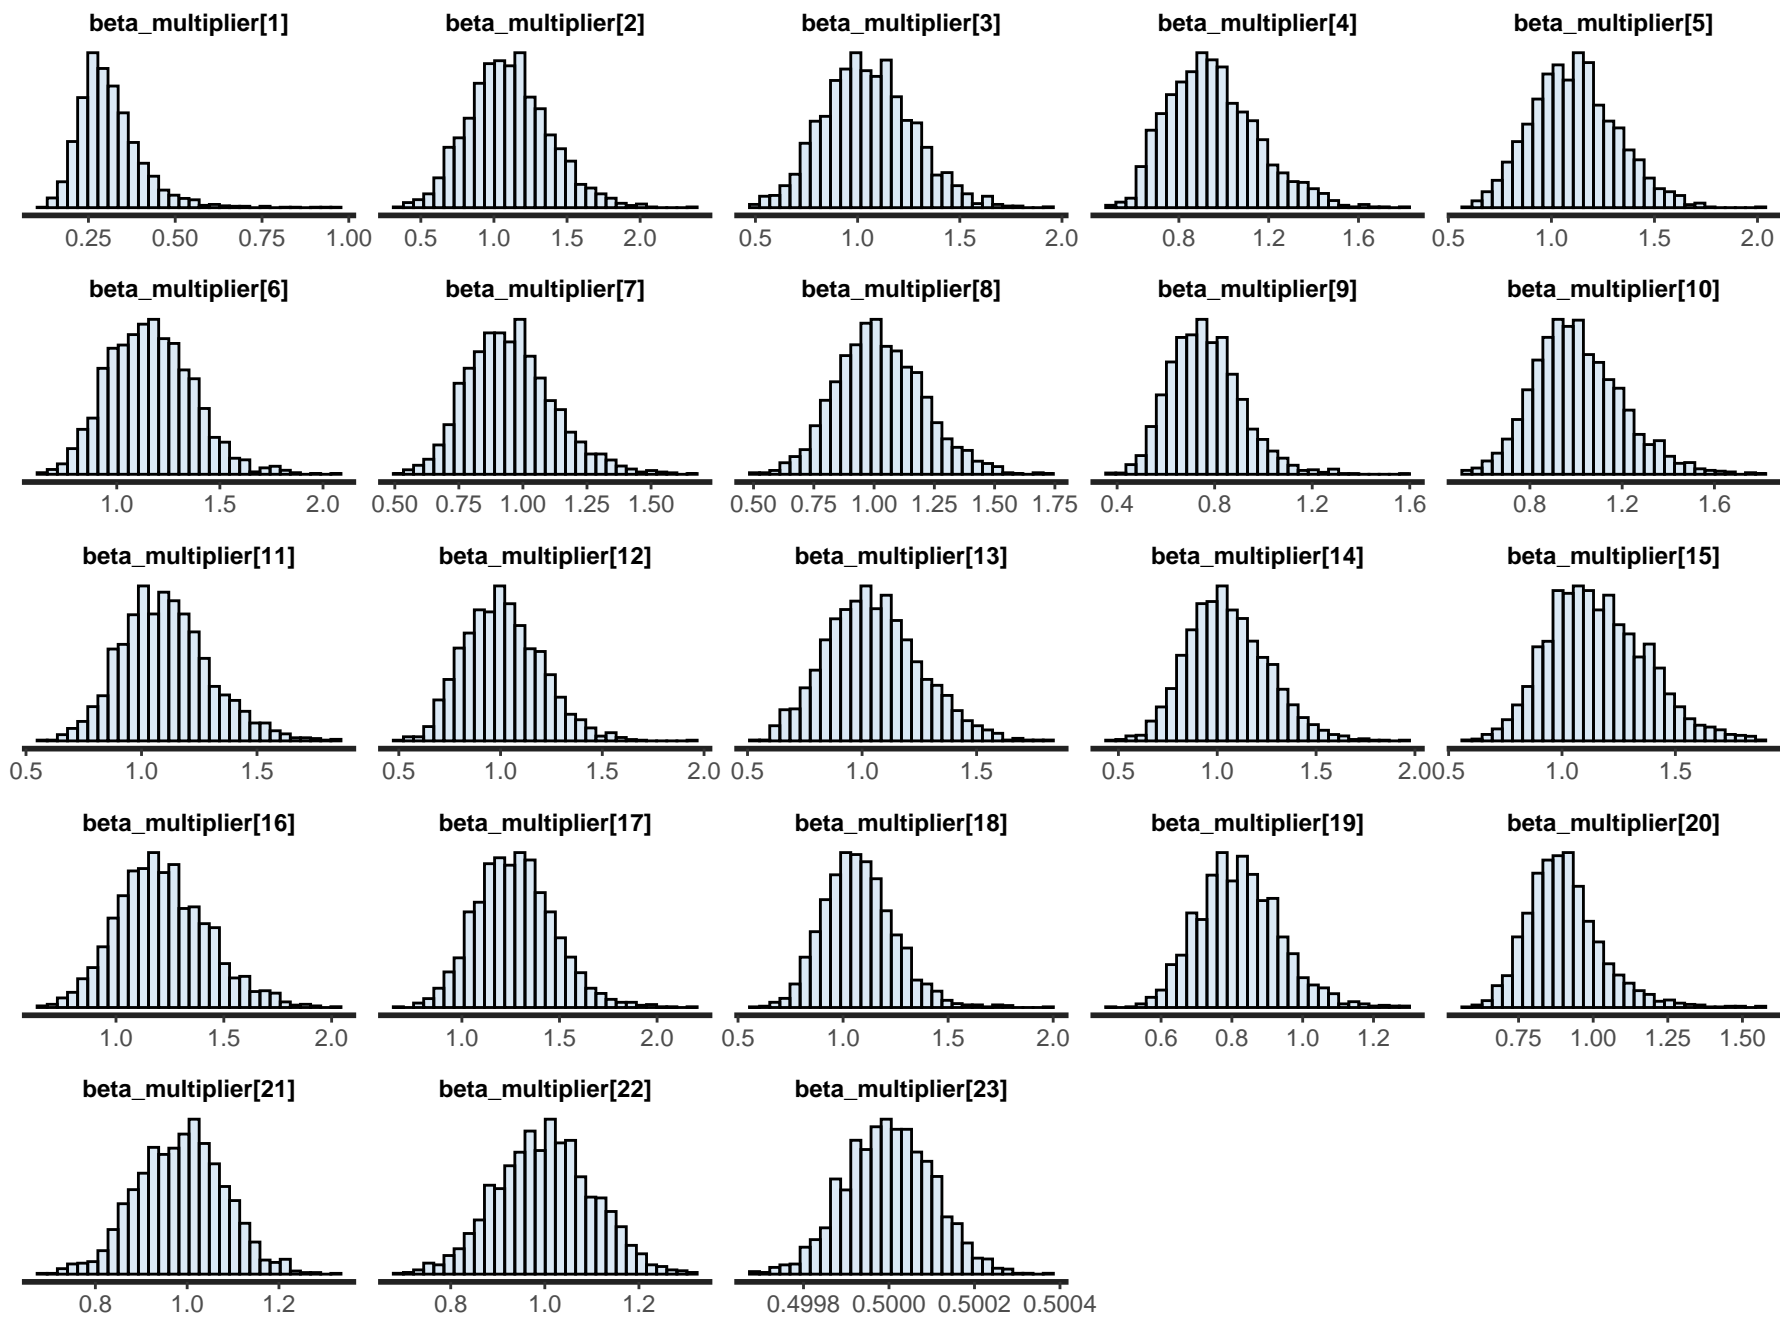 beta_multiplier[1] beta_multiplier[2] beta_multiplier[3] beta_multiplier[4] beta_multiplier[5]
0.25 0.50 0.75 1.00 0.5 1.0 1.5 2.0 0.5 1.0 1.5 2.0 0.8 1.2 1.6 0.5 1.0 1.5 2.0
beta_multiplier[6] beta_multiplier[7] beta_multiplier[8] beta_multiplier[9] beta_multiplier[10]
1.0 1.5 2.0 0.50 0.75 1.00 1.25 1.50 0.50 0.75 1.00 1.25 1.50 1.75 0.4 0.8 1.2 1.6 0.8 1.2 1.6
beta_multiplier[11] beta_multiplier[12] beta_multiplier[13] beta_multiplier[14] beta_multiplier[15]
0.5 1.0 1.5 0.5 1.0 1.5 2.0 0.5 1.0 1.5 0.5 1.0 1.5 2.0 0.5 1.0 1.5
beta_multiplier[16] beta_multiplier[17] beta_multiplier[18] beta_multiplier[19] beta_multiplier[20]
1.0 1.5 2.0 1.0 1.5 2.0 0.5 1.0 1.5 2.0 0.6 0.8 1.0 1.2 0.75 1.00 1.25 1.50
beta_multiplier[21] beta_multiplier[22] beta_multiplier[23]
0.8 1.0 1.2 0.8 1.0 1.2 0.4998 0.5000 0.5002 0.5004